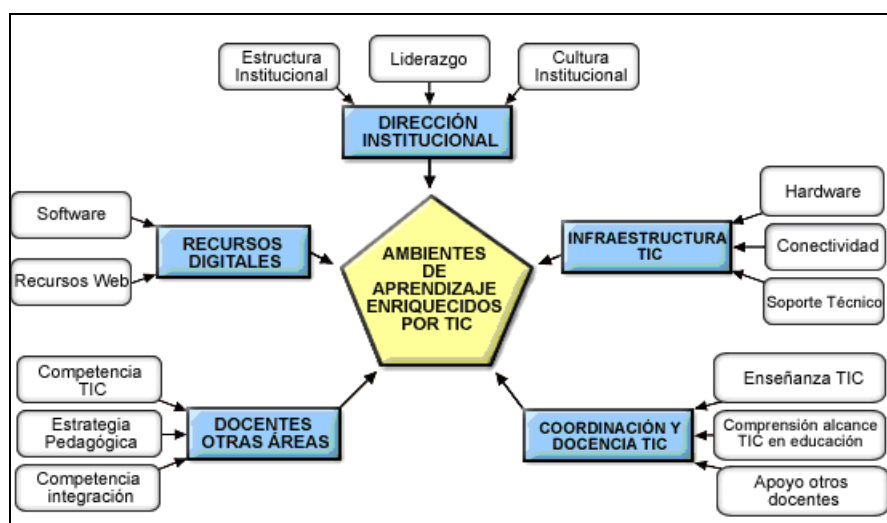 Estructura
Institucional
Liderazgo
Cultura
Institucional
DIRECCIÓN
INSTITUCIONAL
Software
Recursos Web
RECURSOS
DIGITALES
AMBIENTES
DE
APRENDIZAJE
ENRIQUECIDOS
POR TIC
INFRAESTRUCTURA
TIC
Hardware
Conectividad
Soporte Técnico
Competencia
TIC
Estrategia
Pedagógica
Competencia
integración
DOCENTES
OTRAS ÁREAS
COORDINACIÓN Y
DOCENCIA TIC
Enseñanza TIC
Comprensión alcance
TIC en educación
Apoyo otros
docentes